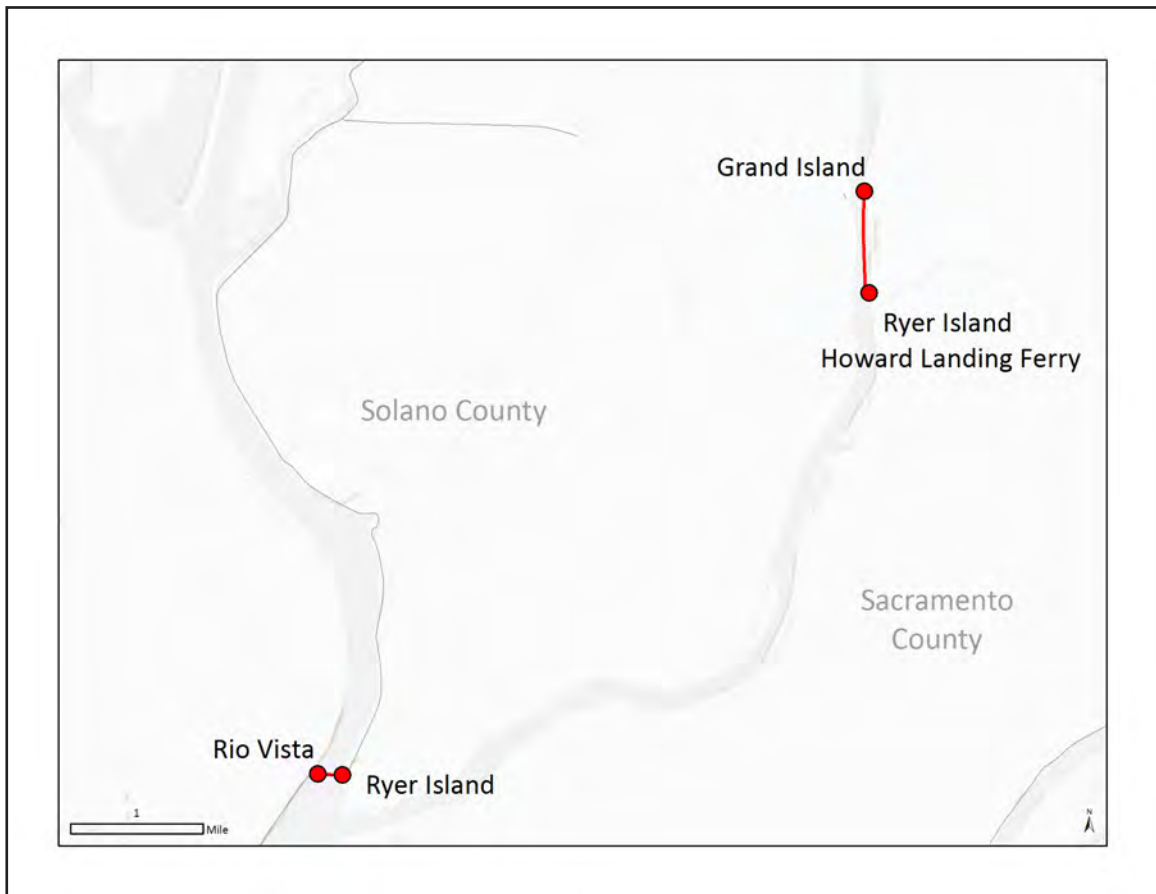 Grand Island
Ryer Island
Howard Landing Ferry
Solano County
Sacramento
County
Rio Vista
Ryer Island
1
Mile
N